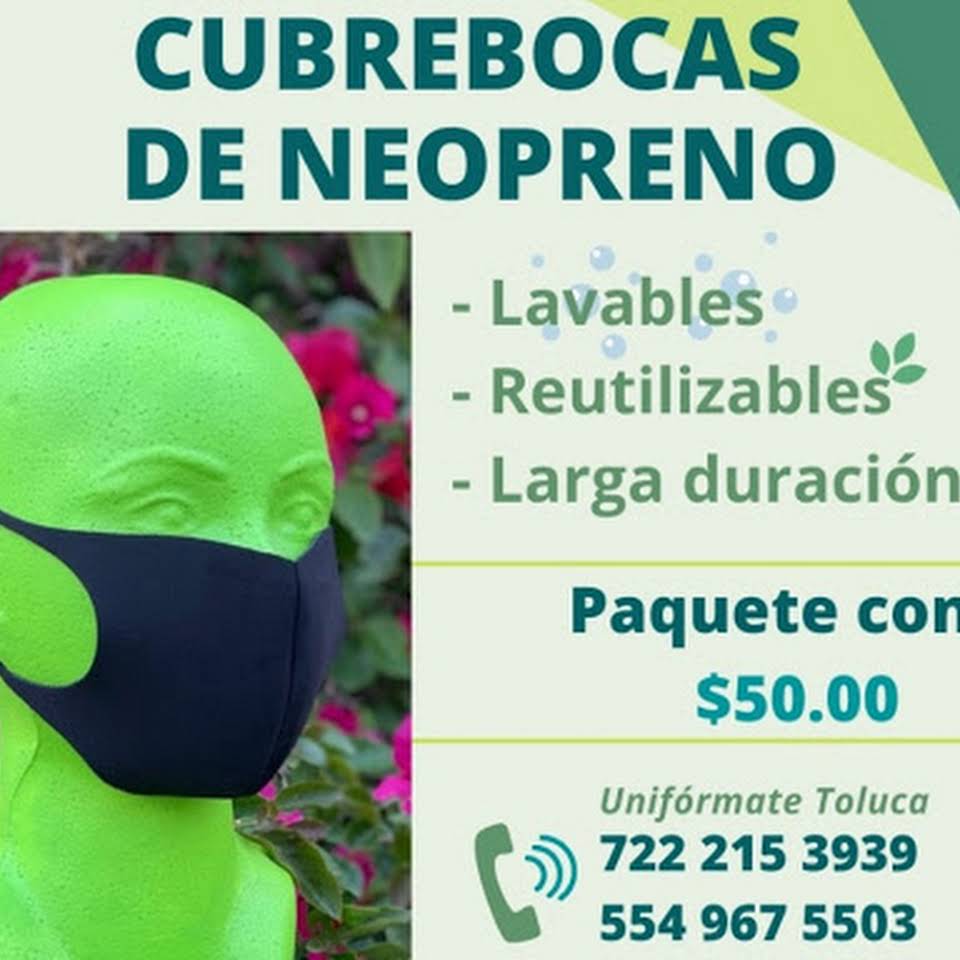 CUBREBOCAS
DE NEOPRENO
- Lavables
- Reutilizables
- Larga duración
Paquete con
$50.00
Unifórmate Toluca
722 215 3939
554 967 5503